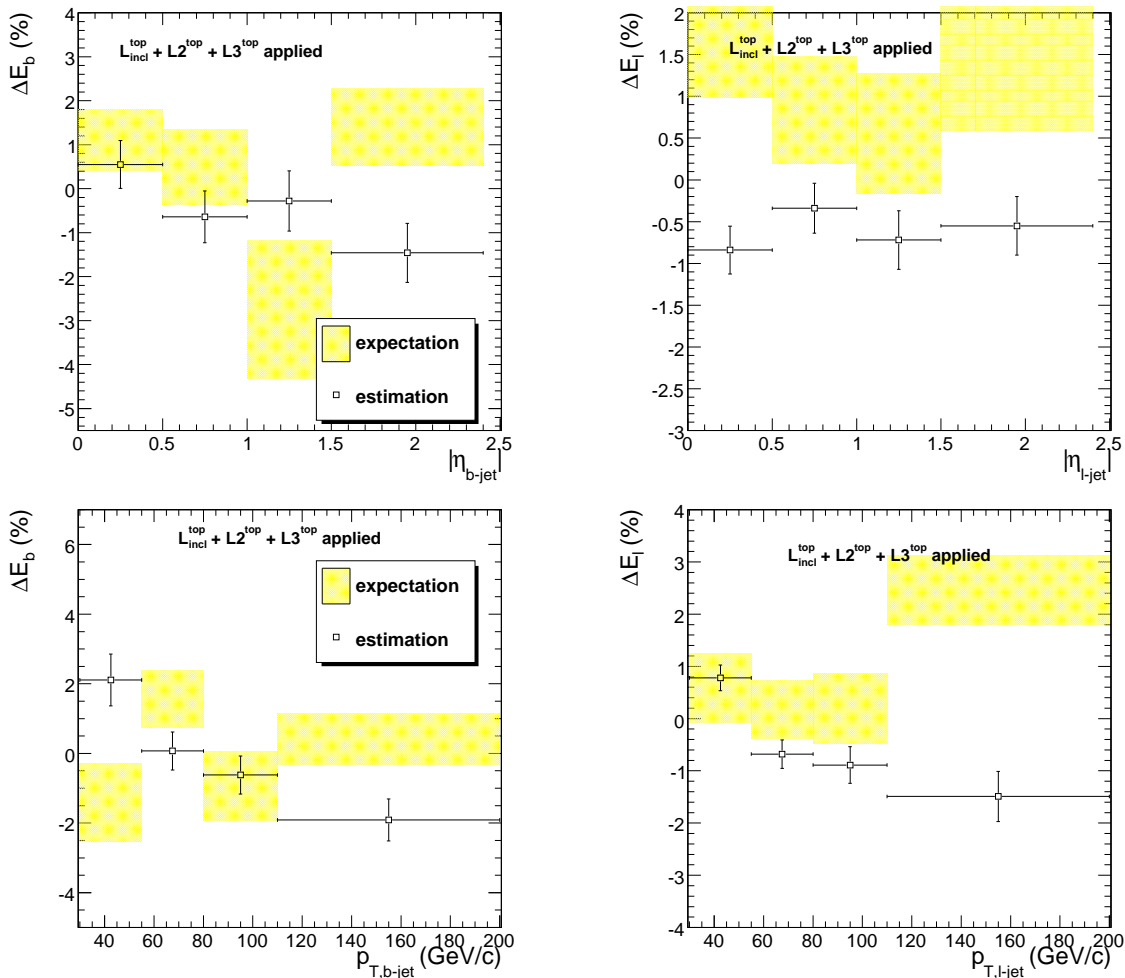 ΔE_b (%)
4
3
2
1
0
-1
-2
-3
-4
-5
L_incl^top + L2^top + L3^top applied
expectation
estimation
0 0.5 1 1.5 2 2.5
|η_b-jet|
ΔE_l (%)
2
1.5
1
0.5
0
-0.5
-1
-1.5
-2
-2.5
-3
L_incl^top + L2^top + L3^top applied
0 0.5 1 1.5 2 2.5
|η_l-jet|
ΔE_b (%)
6
4
2
0
-2
-4
L_incl^top + L2^top + L3^top applied
expectation
estimation
40 60 80 100 120 140 160 180 200
p_T,b-jet (GeV/c)
ΔE_l (%)
4
3
2
1
0
-1
-2
-3
-4
L_incl^top + L2^top + L3^top applied
40 60 80 100 120 140 160 180 200
p_T,l-jet (GeV/c)